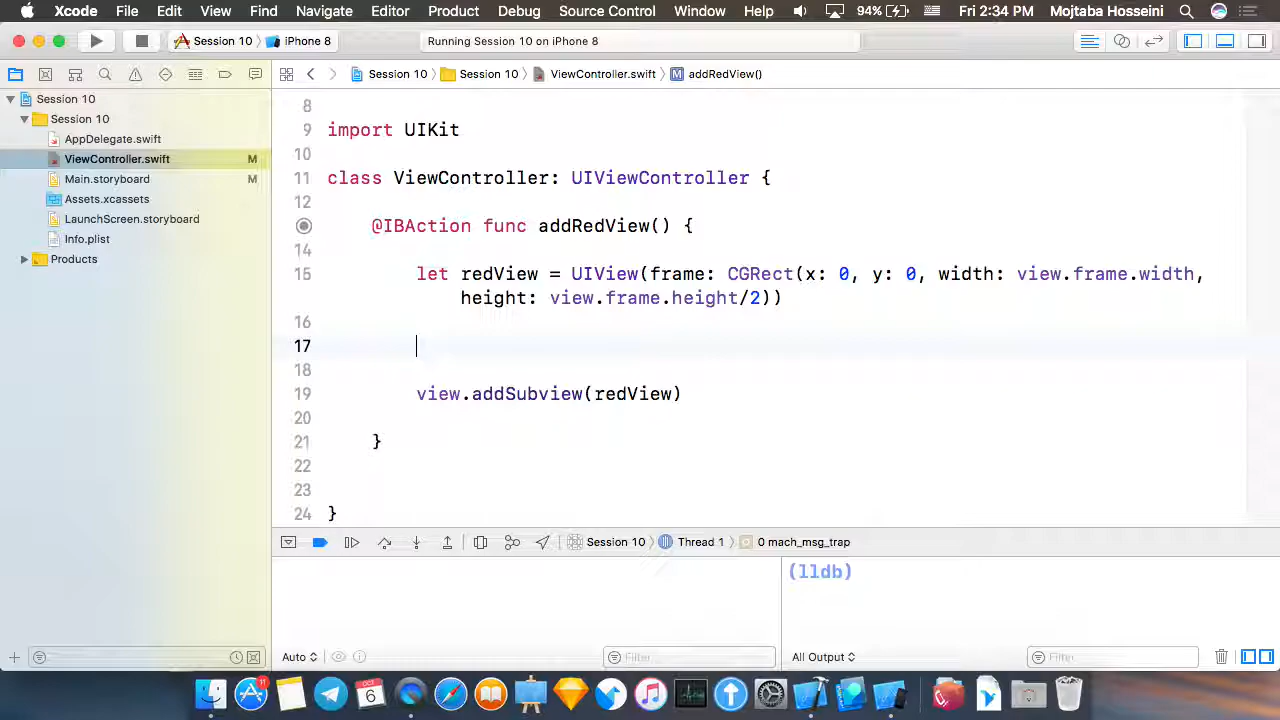 Xcode File Edit View Find Navigate Editor Product Debug Source Control Window Help 94% Fri 2:34 PM Mojtaba Hosseini
Session 10 iPhone 8 Running Session 10 on iPhone 8
Session 10 Session 10 ViewController.swift M addRedView()
Session 10
Session 10
AppDelegate.swift
ViewController.swift M
Main.storyboard M
Assets.xcassets
LaunchScreen.storyboard
Info.plist
Products
8
9 import UIKit
10
11 class ViewController: UIViewController {
12
@IBAction func addRedView() {
14
15 let redView = UIView(frame: CGRect(x: 0, y: 0, width: view.frame.width,
height: view.frame.height/2))
16
17
18
19 view.addSubview(redView)
20
21 }
22
23
24 }
Session 10 Thread 1 0 mach_msg_trap
(lldb)
Auto Filter All Output Filter
11 OCT 6